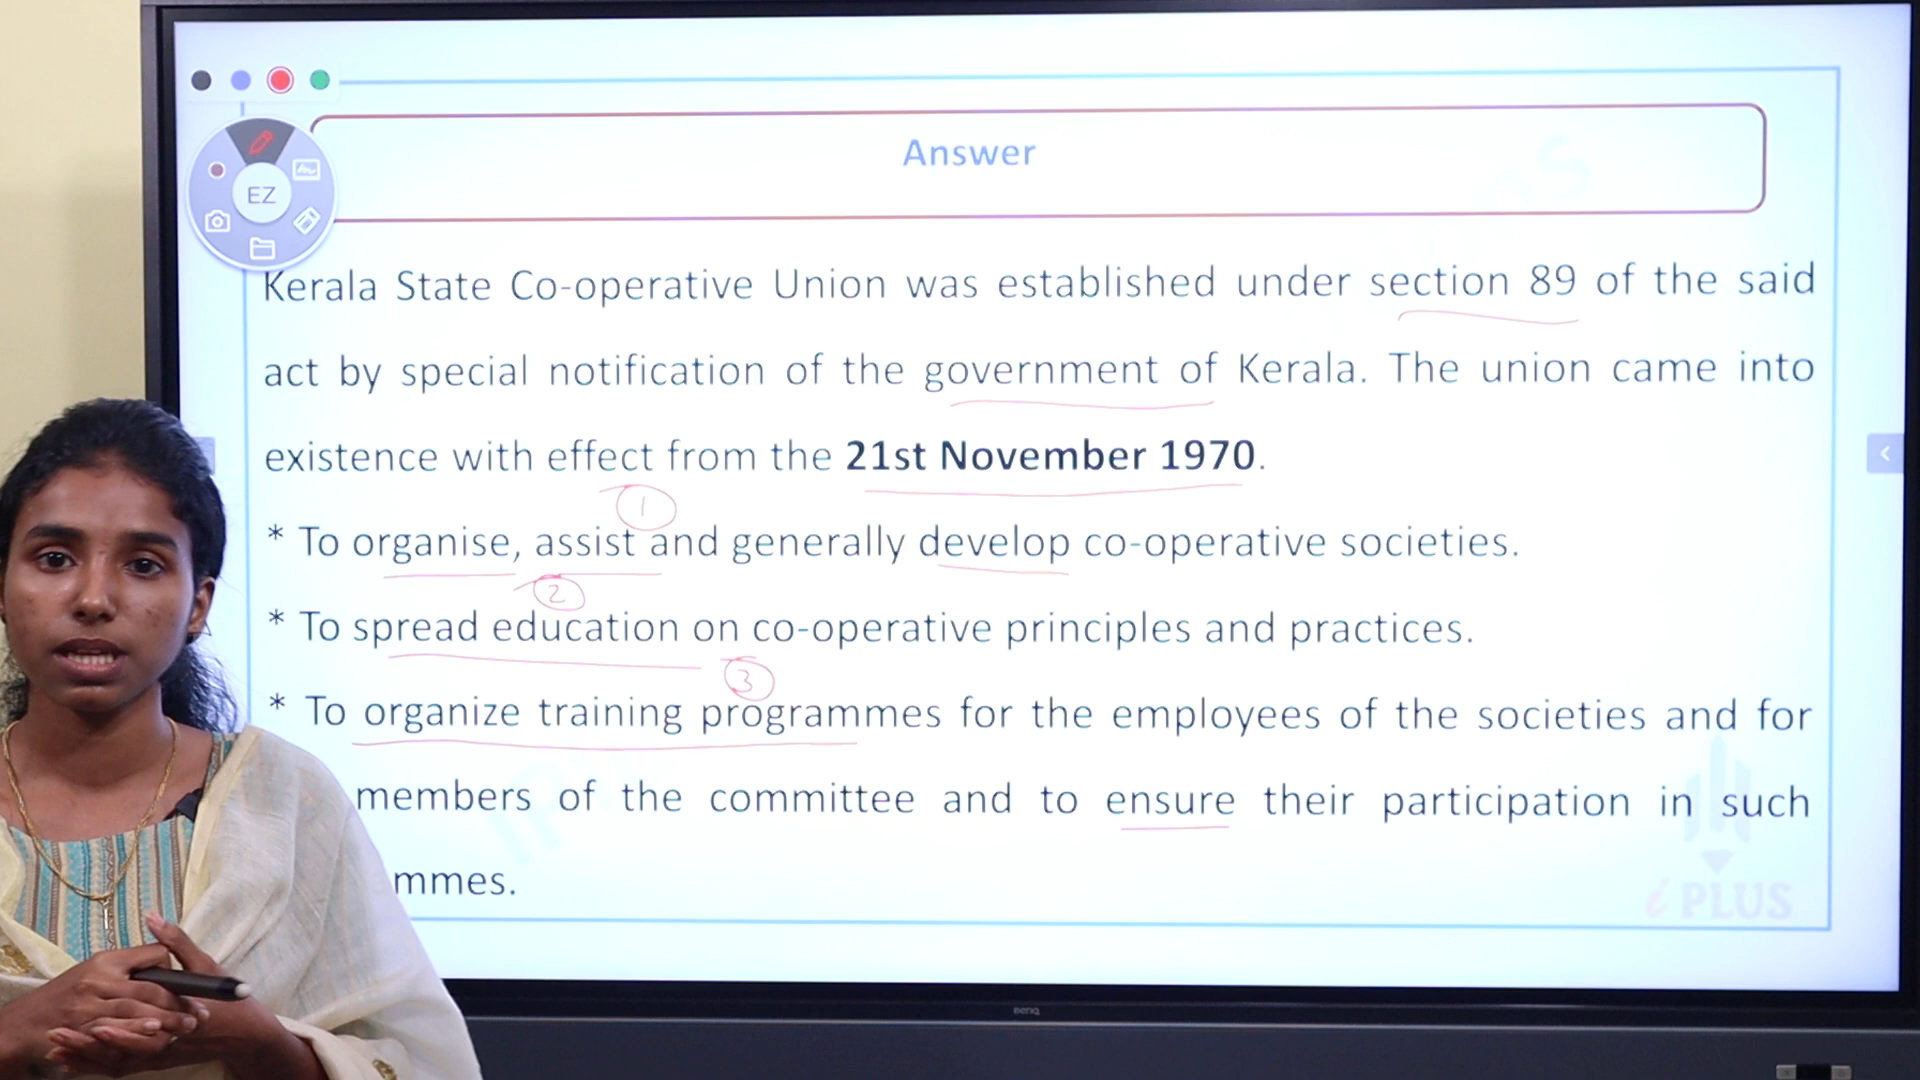 Answer
EZ
Kerala State Co-operative Union was established under section 89 of the said
act by special notification of the government of Kerala. The union came into
existence with effect from the 21st November 1970.
1
* To organise, assist and generally develop co-operative societies.
2
* To spread education on co-operative principles and practices.
3
* To organize training programmes for the employees of the societies and for
members of the committee and to ensure their participation in such
mmes.
i PLUS
BenQ